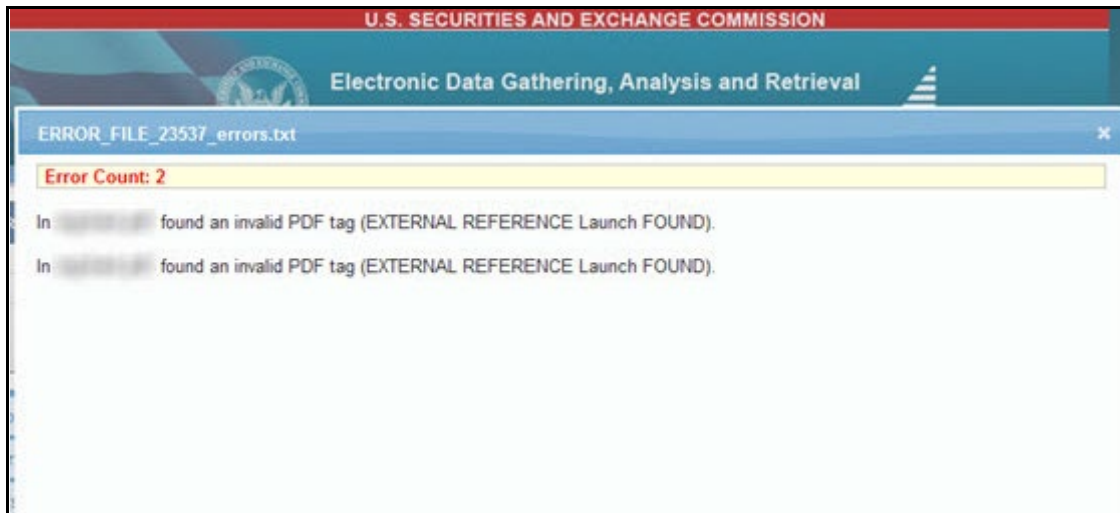 U.S. SECURITIES AND EXCHANGE COMMISSION
Electronic Data Gathering, Analysis and Retrieval
ERROR_FILE_23537_errors.txt
Error Count: 2
In found an invalid PDF tag (EXTERNAL REFERENCE Launch FOUND).
In found an invalid PDF tag (EXTERNAL REFERENCE Launch FOUND).